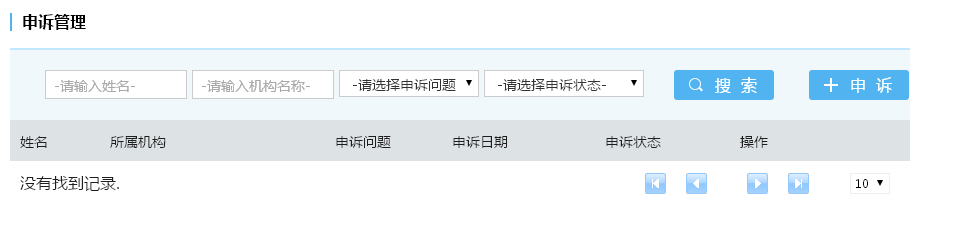 申诉管理
-请输入姓名- -请输入机构名称- -请选择申诉问题 -请选择申诉状态- 搜 索 申 诉
姓名 所属机构 申诉问题 申诉日期 申诉状态 操作
没有找到记录. 10